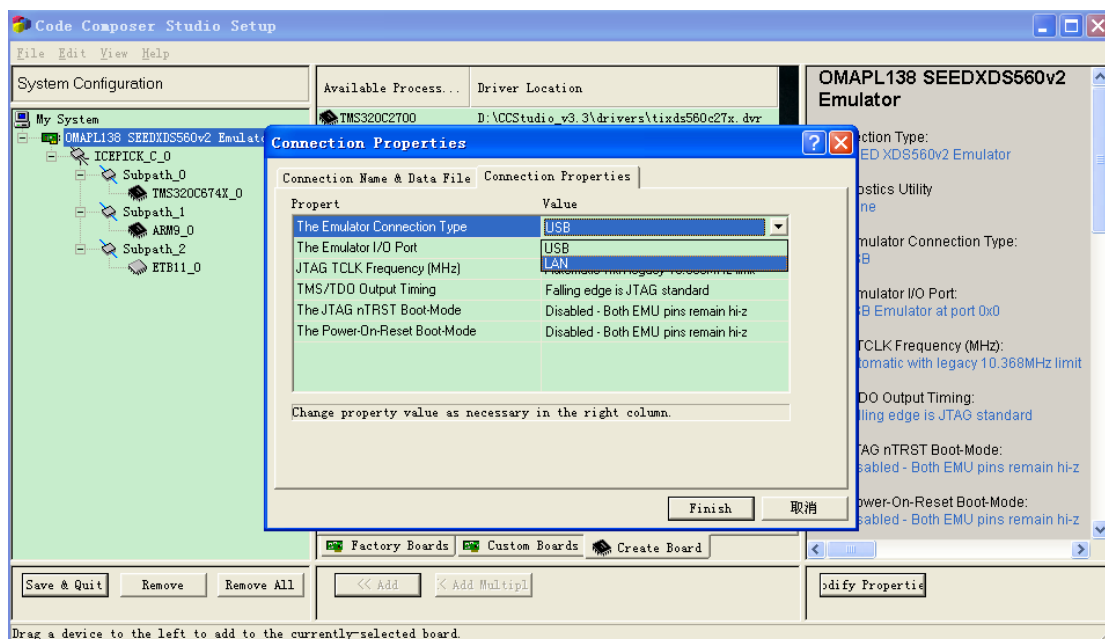 Code Composer Studio Setup
File Edit View Help
System Configuration
My System
OMAPL138 SEEDXDS560v2 Emulato
ICEPICK_C_0
Subpath_0
TMS320C674X_0
Subpath_1
ARM9_0
Subpath_2
ETB11_0
Available Process... Driver Location
TMS320C2700 D:\CCStudio_v3.3\drivers\tixds560c27x.dvr
Connection Properties
Connection Name & Data File Connection Properties
Propert Value
The Emulator Connection Type USB
The Emulator I/O Port USB
LAN
JTAG TCLK Frequency (MHz)
TMS/TDO Output Timing Falling edge is JTAG standard
The JTAG nTRST Boot-Mode Disabled - Both EMU pins remain hi-z
The Power-On-Reset Boot-Mode Disabled - Both EMU pins remain hi-z
Change property value as necessary in the right column.
Finish 取消
Factory Boards Custom Boards Create Board
OMAPL138 SEEDXDS560v2
Emulator
ction Type:
ED XDS560v2 Emulator
ostics Utility
ne
mulator Connection Type:
B
mulator I/O Port:
B Emulator at port 0x0
TCLK Frequency (MHz):
tomatic with legacy 10.368MHz limit
DO Output Timing:
lling edge is JTAG standard
AG nTRST Boot-Mode:
sabled - Both EMU pins remain hi-z
ower-On-Reset Boot-Mode:
sabled - Both EMU pins remain hi-z
Save & Quit Remove Remove All << Add < Add Multipl odify Propertie
Drag a device to the left to add to the currently-selected board.